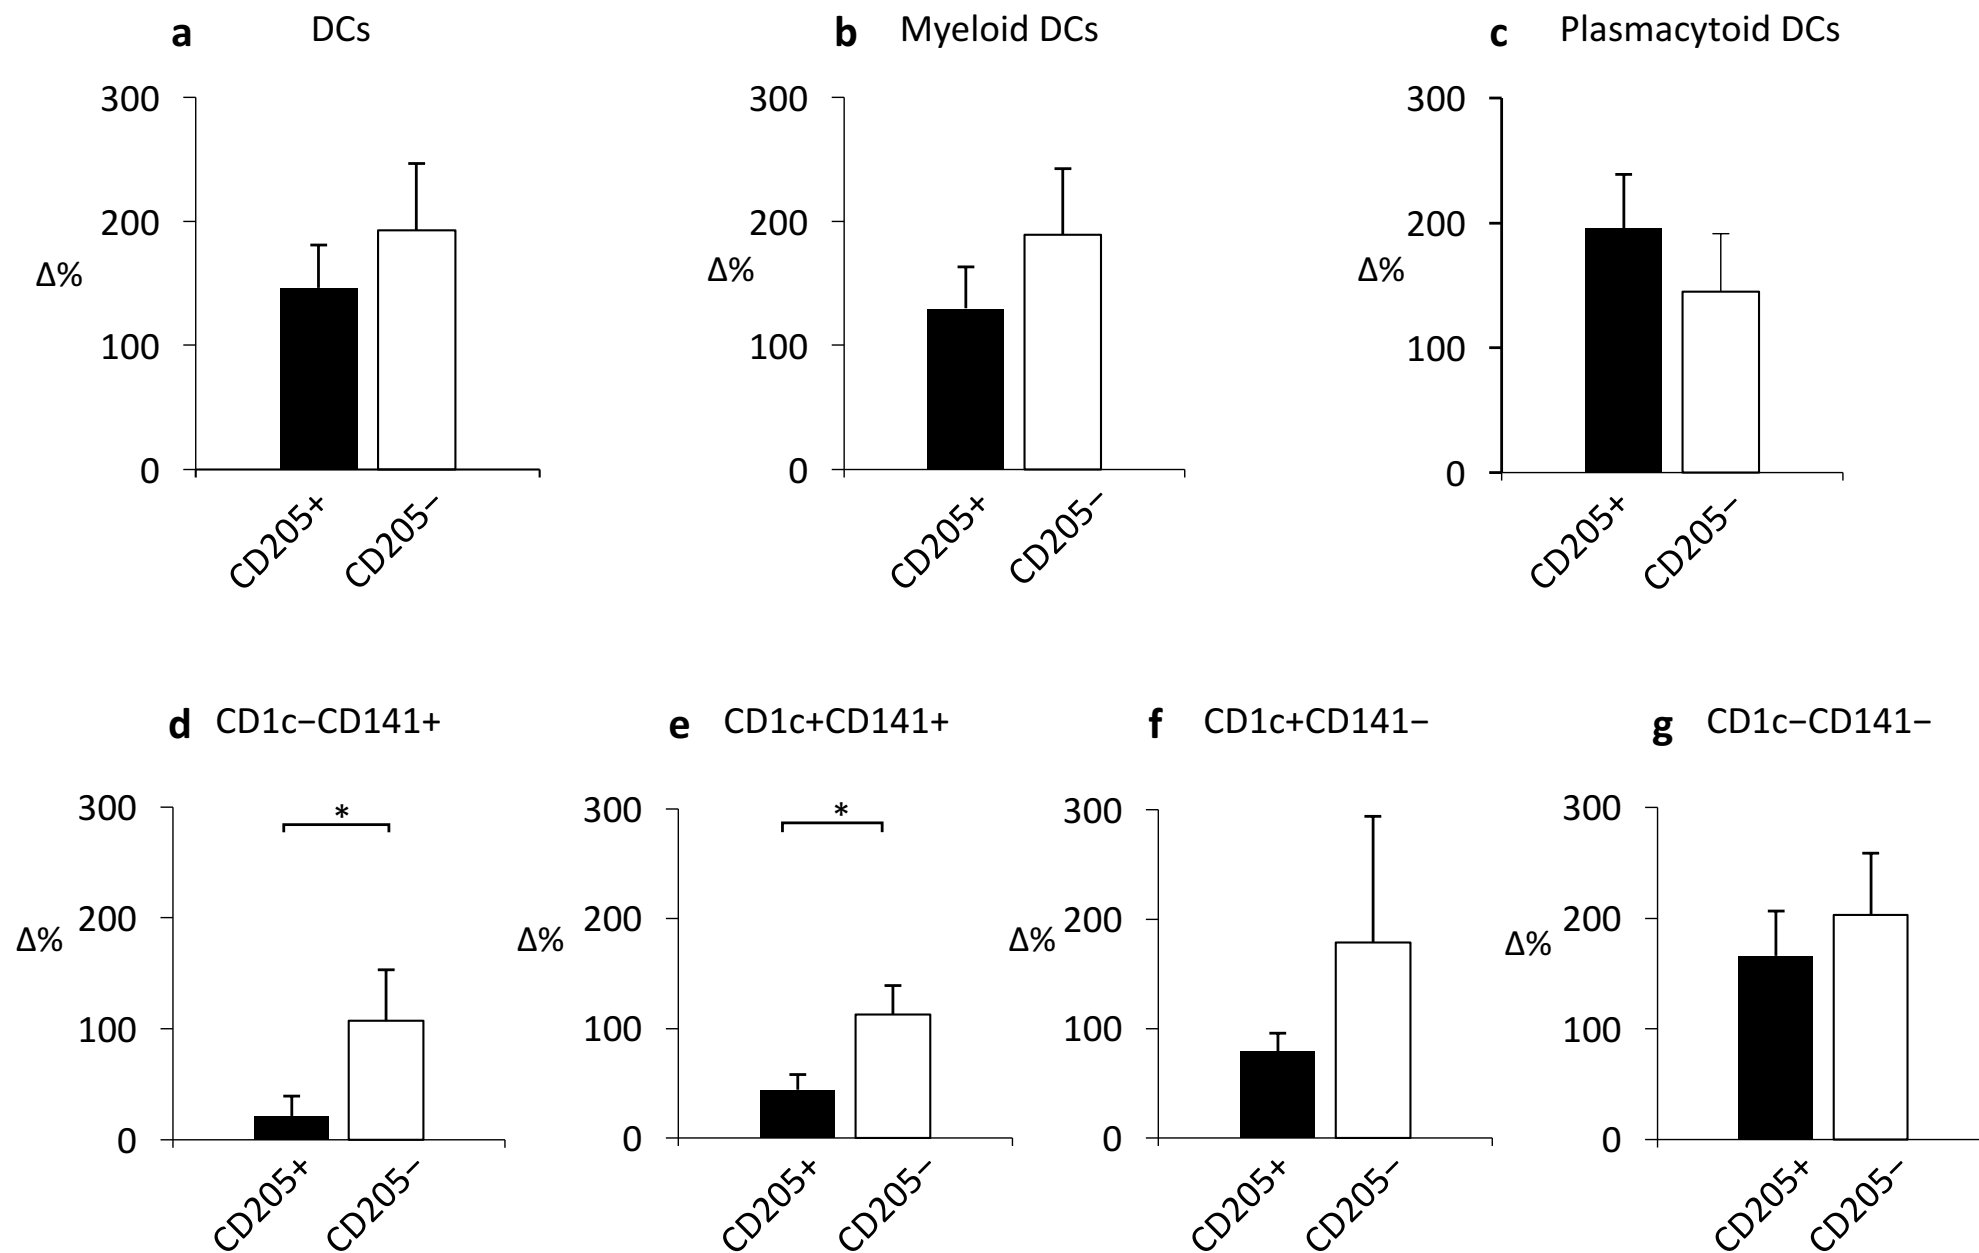 a DCs
300
200
Δ%
100
0
CD205+
CD205−
b Myeloid DCs
300
200
Δ%
100
0
CD205+
CD205−
c Plasmacytoid DCs
300
200
Δ%
100
0
CD205+
CD205−
d CD1c−CD141+
300
*
200
Δ%
100
0
CD205+
CD205−
e CD1c+CD141+
300
*
200
Δ%
100
0
CD205+
CD205−
f CD1c+CD141−
300
200
Δ%
100
0
CD205+
CD205−
g CD1c−CD141−
300
200
Δ%
100
0
CD205+
CD205−